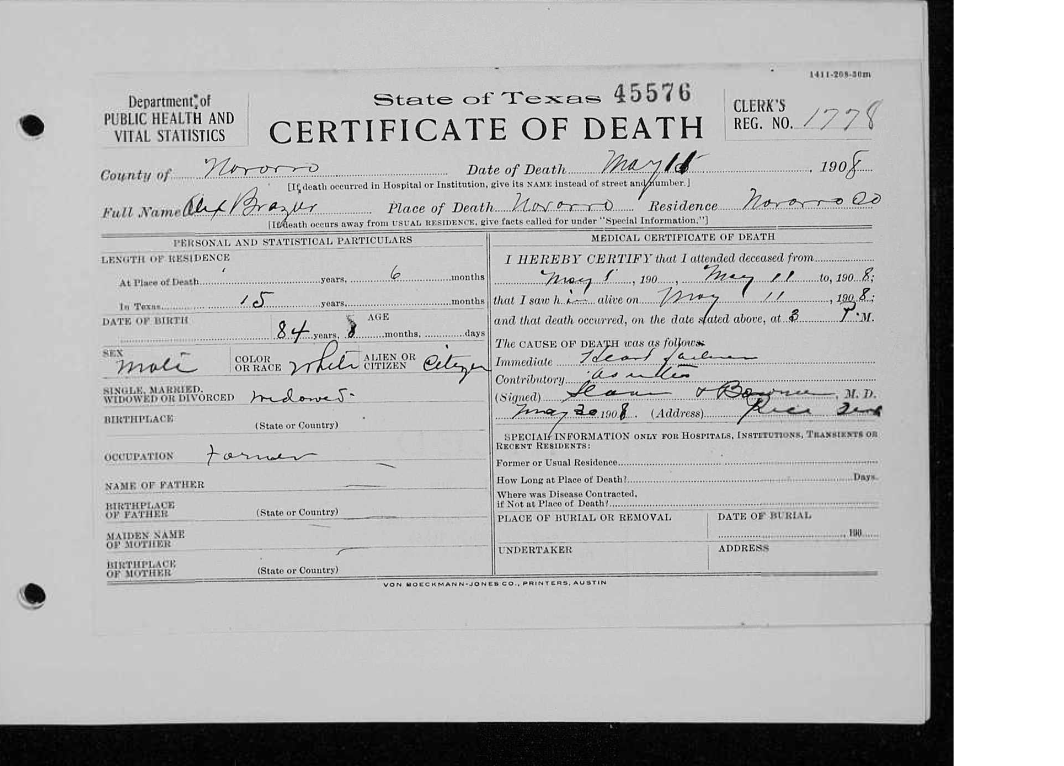 1411-208-30m
Department of PUBLIC HEALTH AND VITAL STATISTICS
State of Texas 45576
CERTIFICATE OF DEATH
CLERK'S REG. NO. 1778
County of Navarro Date of Death May 1908
[If death occurred in Hospital or Institution, give its NAME instead of street and number.]
Full Name Alex Brazier Place of Death Navarro Residence Navarro Co
[If death occurs away from USUAL RESIDENCE, give facts called for under "Special Information."]
PERSONAL AND STATISTICAL PARTICULARS
LENGTH OF RESIDENCE
At Place of Death years, 6 months
In Texas 15 years, months
DATE OF BIRTH AGE
84 years, 8 months, days
SEX Male COLOR OR RACE White ALIEN OR CITIZEN Citizen
SINGLE, MARRIED, WIDOWED OR DIVORCED Widowed
BIRTHPLACE (State or Country)
OCCUPATION Farmer
NAME OF FATHER
BIRTHPLACE OF FATHER (State or Country)
MAIDEN NAME OF MOTHER
BIRTHPLACE OF MOTHER (State or Country)
MEDICAL CERTIFICATE OF DEATH
I HEREBY CERTIFY that I attended deceased from
May 1, 190 , May 11 to, 1908;
that I saw him alive on May 11, 1908;
and that death occurred, on the date stated above, at 3 P. M.
The CAUSE OF DEATH was as follows:
Immediate Heart failure
Contributory
(Signed) Sloan & Bowman, M. D.
May 20 1908. (Address) Rice Tex
SPECIAL INFORMATION ONLY FOR HOSPITALS, INSTITUTIONS, TRANSIENTS OR
RECENT RESIDENTS:
Former or Usual Residence
How Long at Place of Death? Days.
Where was Disease Contracted,
if Not at Place of Death?
PLACE OF BURIAL OR REMOVAL DATE OF BURIAL
, 190
UNDERTAKER ADDRESS
VON BOECKMANN-JONES CO., PRINTERS, AUSTIN